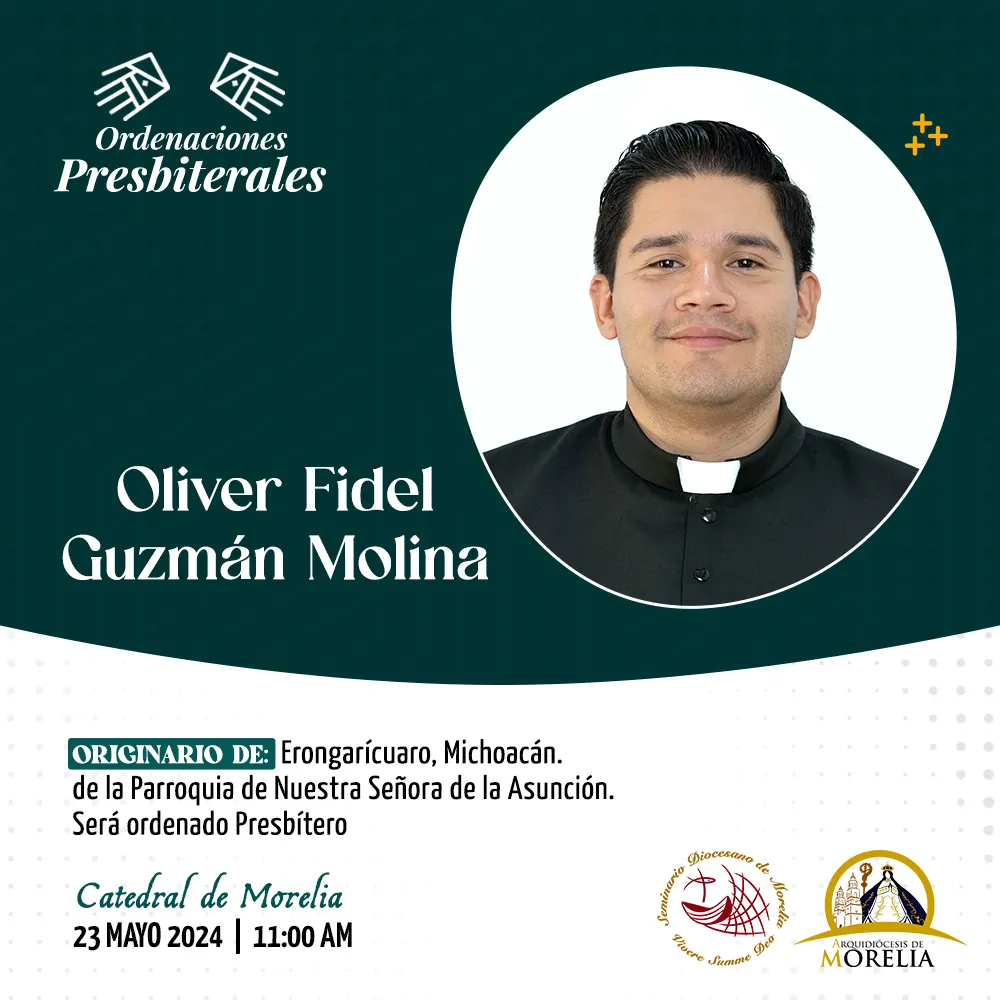 Ordenaciones
Presbiterales
Oliver Fidel
Guzmán Molina
ORIGINARIO DE: Erongarícuaro, Michoacán.
de la Parroquia de Nuestra Señora de la Asunción.
Será ordenado Presbítero
Catedral de Morelia
23 MAYO 2024 | 11:00 AM
Seminario Diocesano de Morelia
Vivere Summe Deo
ARQUIDIÓCESIS DE
MORELIA